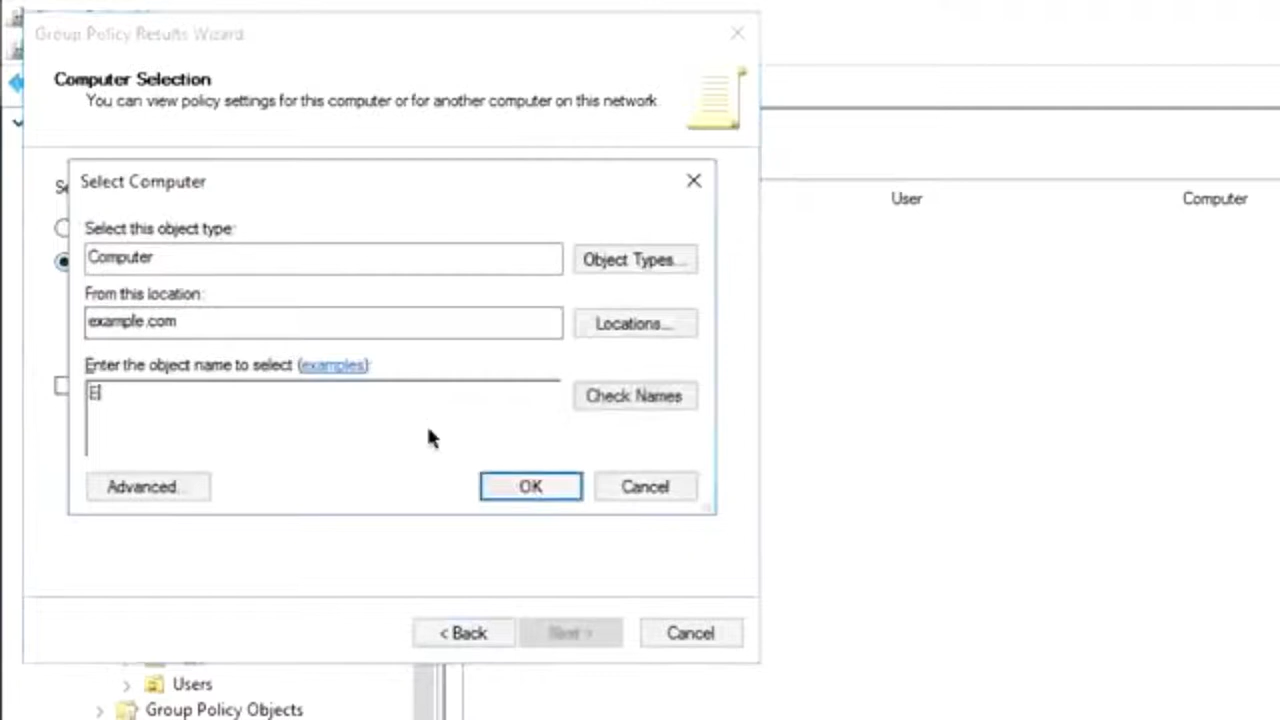 Group Policy Results Wizard
Computer Selection
You can view policy settings for this computer or for another computer on this network.
Select Computer
Select this object type:
Computer
Object Types...
From this location:
example.com
Locations...
Enter the object name to select (examples):
E
Check Names
Advanced...
OK
Cancel
< Back
Next >
Cancel
User
Computer
Users
Group Policy Objects